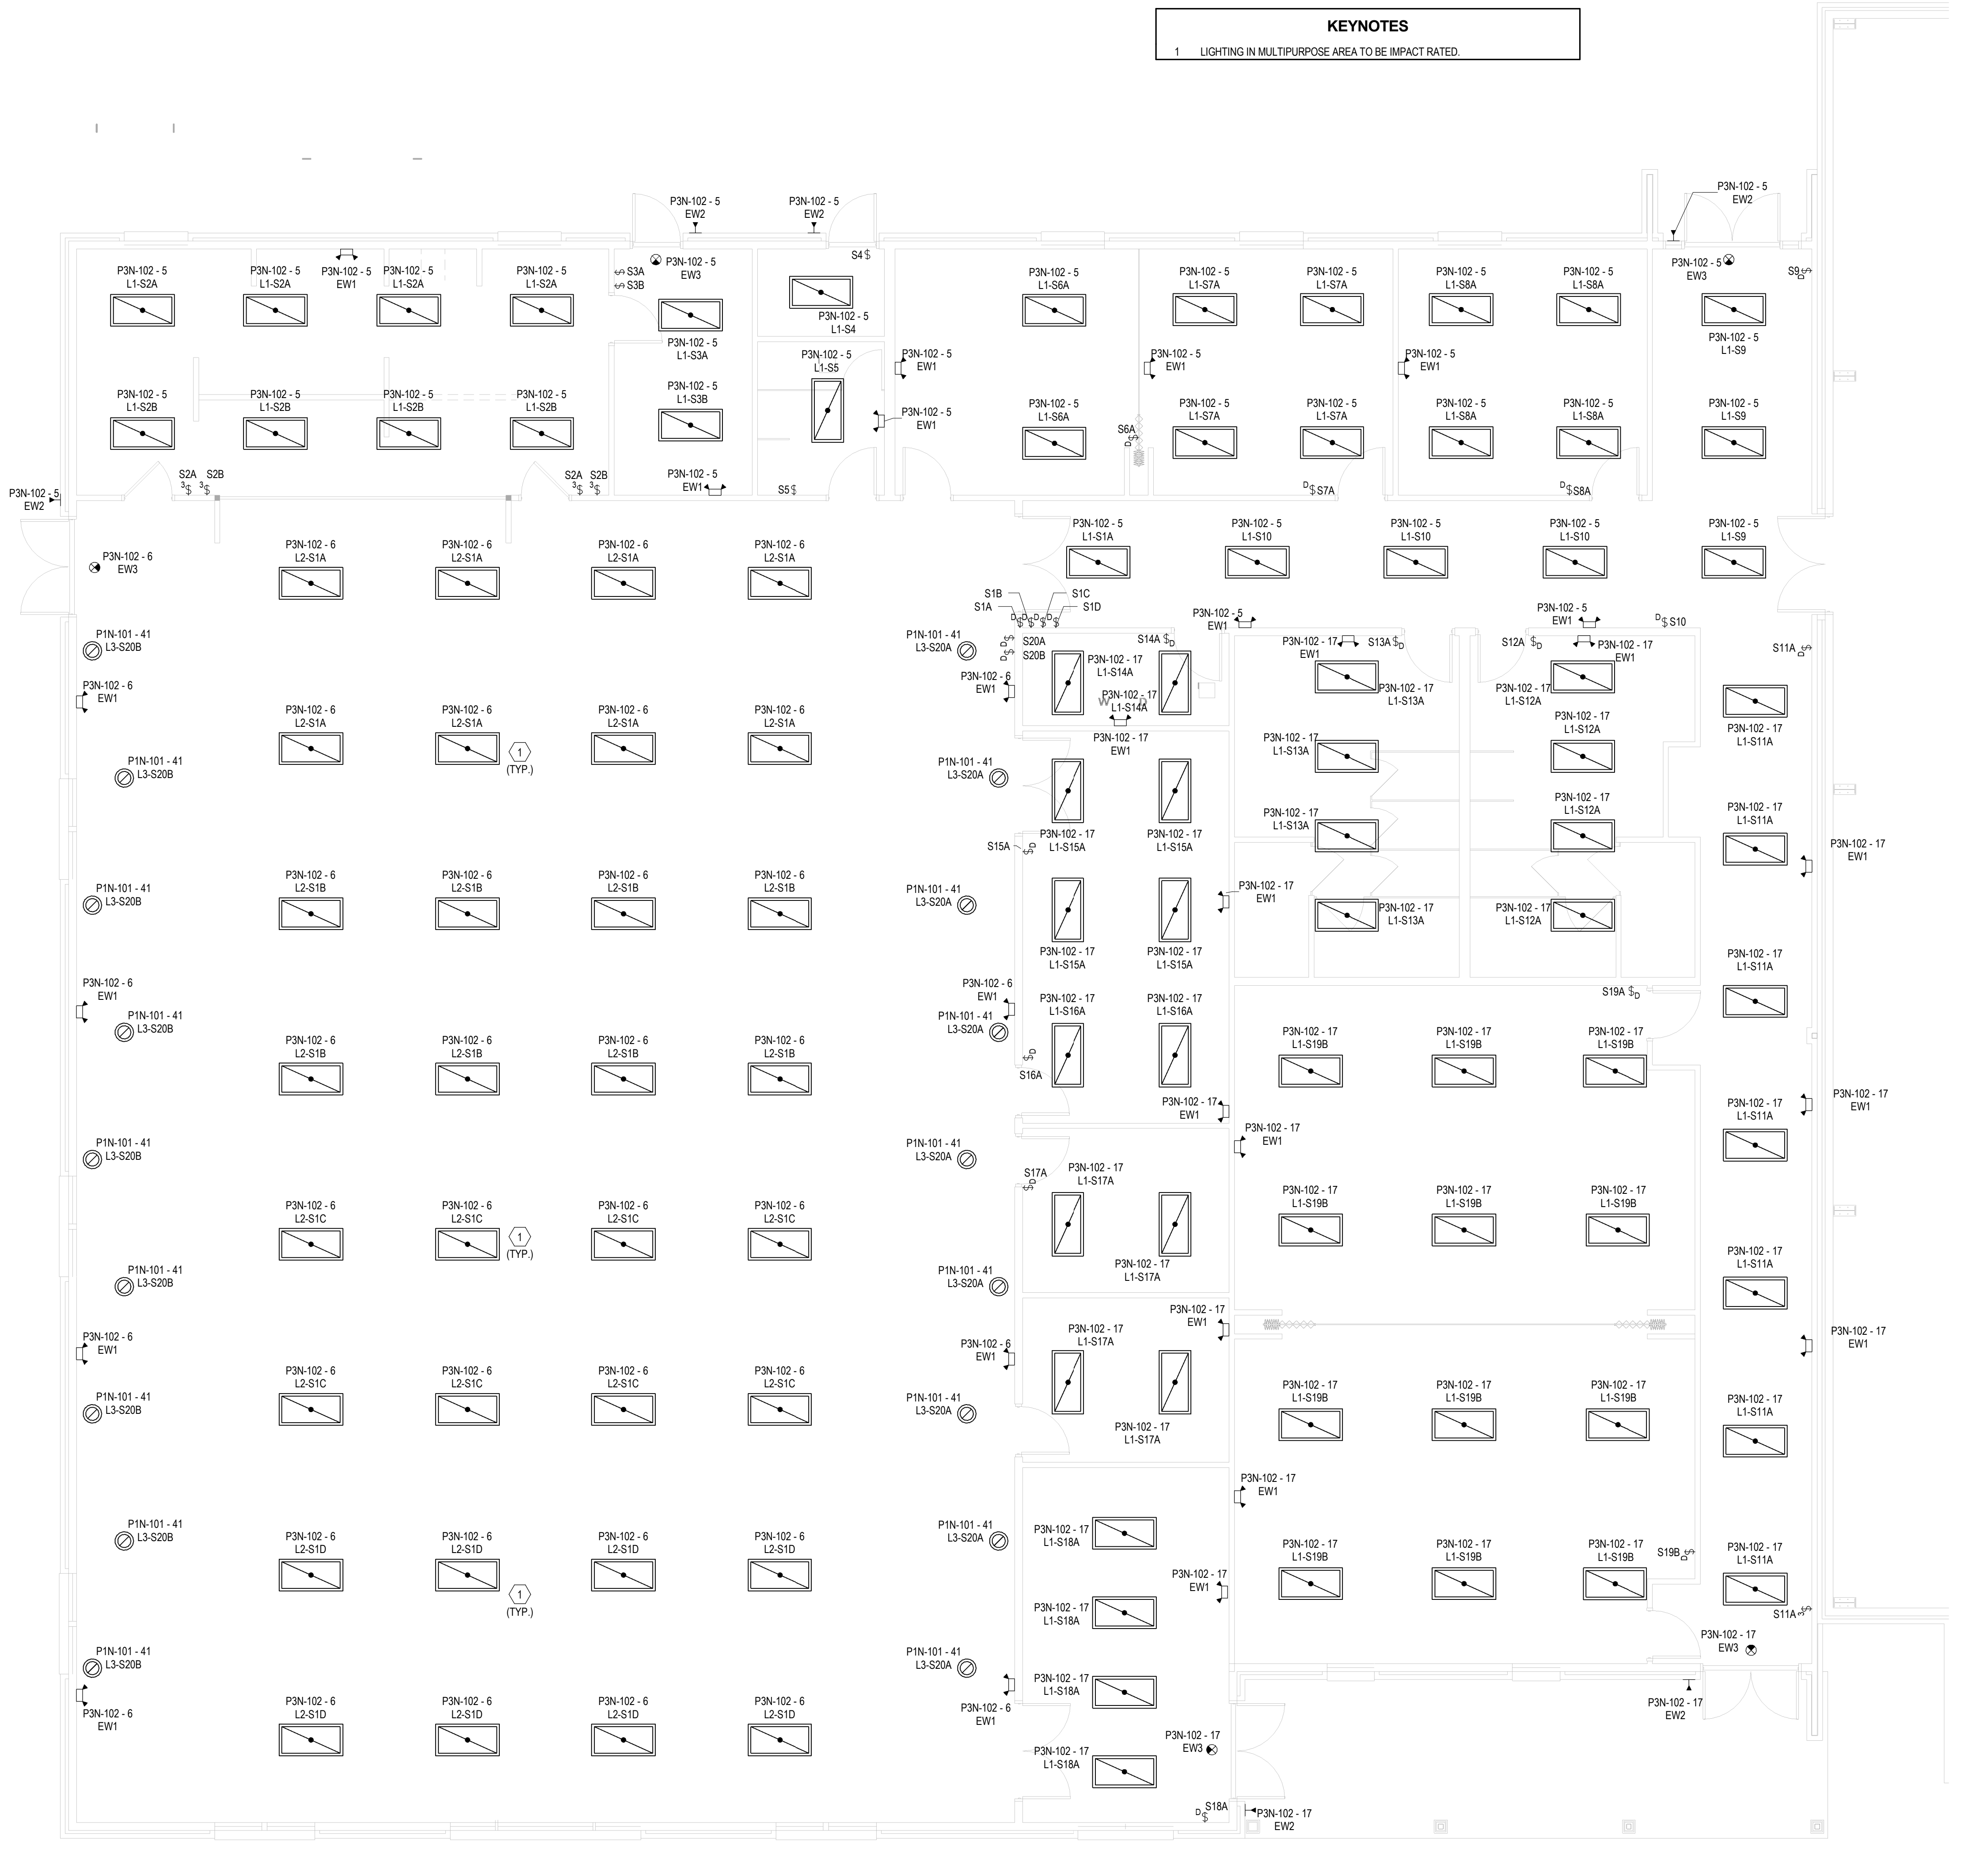 KEYNOTES
1 LIGHTING IN MULTIPURPOSE AREA TO BE IMPACT RATED.
P3N-102 - 5
EW2
P3N-102 - 5
EW2
P3N-102 - 5
EW2
S4 $
P3N-102 - 5
L1-S2A
P3N-102 - 5
L1-S2A
P3N-102 - 5
EW1
P3N-102 - 5
L1-S2A
P3N-102 - 5
L1-S2A
$ S3A
$ S3B
P3N-102 - 5
EW3
P3N-102 - 5
L1-S3A
P3N-102 - 5
L1-S4
P3N-102 - 5
L1-S6A
P3N-102 - 5
L1-S7A
P3N-102 - 5
L1-S7A
P3N-102 - 5
L1-S8A
P3N-102 - 5
L1-S8A
P3N-102 - 5
EW3
S9 $
D
P3N-102 - 5
L1-S9
P3N-102 - 5
L1-S5
P3N-102 - 5
EW1
P3N-102 - 5
EW1
P3N-102 - 5
EW1
P3N-102 - 5
L1-S2B
P3N-102 - 5
L1-S2B
P3N-102 - 5
L1-S2B
P3N-102 - 5
L1-S2B
P3N-102 - 5
L1-S3B
P3N-102 - 5
EW1
P3N-102 - 5
L1-S6A
S6A
D $
P3N-102 - 5
L1-S7A
P3N-102 - 5
L1-S7A
P3N-102 - 5
L1-S8A
P3N-102 - 5
L1-S8A
P3N-102 - 5
L1-S9
P3N-102 - 5
EW2
S2A S2B
3 $ 3 $
S2A S2B
3 $ 3 $
P3N-102 - 5
EW1
S5 $
D $ S7A
D $ S8A
P3N-102 - 6
EW3
P3N-102 - 6
L2-S1A
P3N-102 - 6
L2-S1A
P3N-102 - 6
L2-S1A
P3N-102 - 6
L2-S1A
P3N-102 - 5
L1-S1A
P3N-102 - 5
L1-S10
P3N-102 - 5
L1-S10
P3N-102 - 5
L1-S10
P3N-102 - 5
L1-S9
S1B S1C
S1A S1D
D $ D $ D $ D $
P1N-101 - 41
L3-S20B
P1N-101 - 41
L3-S20A
D $ S20A
D $ S20B
S14A $ D
P3N-102 - 5
EW1
P3N-102 - 17
EW1
S13A $ D
S12A $ D
P3N-102 - 5
EW1
P3N-102 - 17
EW1
D $ S10
S11A $
D
P3N-102 - 6
EW1
P3N-102 - 6
EW1
P3N-102 - 17
L1-S14A
P3N-102 - 17
L1-S14A
W
P3N-102 - 17
L1-S13A
P3N-102 - 17
L1-S12A
P3N-102 - 6
L2-S1A
P3N-102 - 6
L2-S1A
1
(TYP.)
P3N-102 - 6
L2-S1A
P3N-102 - 6
L2-S1A
P3N-102 - 17
EW1
P3N-102 - 17
L1-S13A
P3N-102 - 17
L1-S12A
P3N-102 - 17
L1-S11A
P1N-101 - 41
L3-S20B
P1N-101 - 41
L3-S20A
P3N-102 - 17
L1-S15A
P3N-102 - 17
L1-S15A
S15A
$ D
P3N-102 - 17
L1-S13A
P3N-102 - 17
L1-S12A
P3N-102 - 17
L1-S11A
P3N-102 - 17
EW1
P1N-101 - 41
L3-S20B
P3N-102 - 6
L2-S1B
P3N-102 - 6
L2-S1B
P3N-102 - 6
L2-S1B
P3N-102 - 6
L2-S1B
P1N-101 - 41
L3-S20A
P3N-102 - 17
EW1
P3N-102 - 17
L1-S13A
P3N-102 - 17
L1-S12A
P3N-102 - 17
L1-S15A
P3N-102 - 17
L1-S15A
P3N-102 - 17
L1-S11A
P3N-102 - 6
EW1
P3N-102 - 6
EW1
P3N-102 - 17
L1-S16A
P3N-102 - 17
L1-S16A
S19A $ D
P1N-101 - 41
L3-S20B
P1N-101 - 41
L3-S20A
P3N-102 - 6
L2-S1B
P3N-102 - 6
L2-S1B
P3N-102 - 6
L2-S1B
P3N-102 - 6
L2-S1B
$ D
S16A
P3N-102 - 17
L1-S19B
P3N-102 - 17
L1-S19B
P3N-102 - 17
L1-S19B
P3N-102 - 17
EW1
P3N-102 - 17
L1-S11A
P3N-102 - 17
EW1
P1N-101 - 41
L3-S20B
P1N-101 - 41
L3-S20A
P3N-102 - 17
EW1
S17A
$ D
P3N-102 - 17
L1-S17A
P3N-102 - 6
L2-S1C
P3N-102 - 6
L2-S1C
1
(TYP.)
P3N-102 - 6
L2-S1C
P3N-102 - 6
L2-S1C
P3N-102 - 17
L1-S19B
P3N-102 - 17
L1-S19B
P3N-102 - 17
L1-S19B
P1N-101 - 41
L3-S20B
P1N-101 - 41
L3-S20A
P3N-102 - 17
L1-S17A
P3N-102 - 17
L1-S11A
P3N-102 - 6
EW1
P3N-102 - 6
EW1
P3N-102 - 17
L1-S17A
P3N-102 - 17
EW1
P3N-102 - 17
EW1
P1N-101 - 41
L3-S20B
P3N-102 - 6
L2-S1C
P3N-102 - 6
L2-S1C
P3N-102 - 6
L2-S1C
P3N-102 - 6
L2-S1C
P1N-101 - 41
L3-S20A
P3N-102 - 17
L1-S17A
P3N-102 - 17
L1-S19B
P3N-102 - 17
L1-S19B
P3N-102 - 17
L1-S19B
P3N-102 - 17
L1-S11A
P3N-102 - 17
EW1
P1N-101 - 41
L3-S20B
P3N-102 - 6
L2-S1D
P3N-102 - 6
L2-S1D
1
(TYP.)
P3N-102 - 6
L2-S1D
P3N-102 - 6
L2-S1D
P1N-101 - 41
L3-S20A
P3N-102 - 17
L1-S18A
P3N-102 - 17
EW1
P3N-102 - 17
L1-S19B
P3N-102 - 17
L1-S19B
P3N-102 - 17
L1-S19B
S19B $
D
P3N-102 - 17
L1-S11A
P3N-102 - 17
L1-S18A
S11A 3 $
P1N-101 - 41
L3-S20B
P1N-101 - 41
L3-S20A
P3N-102 - 17
L1-S18A
P3N-102 - 17
EW3
P3N-102 - 6
EW1
P3N-102 - 6
L2-S1D
P3N-102 - 6
L2-S1D
P3N-102 - 6
L2-S1D
P3N-102 - 6
L2-S1D
P3N-102 - 6
EW1
P3N-102 - 17
EW2
P3N-102 - 17
L1-S18A
P3N-102 - 17
EW3
S18A
D $
P3N-102 - 17
EW2